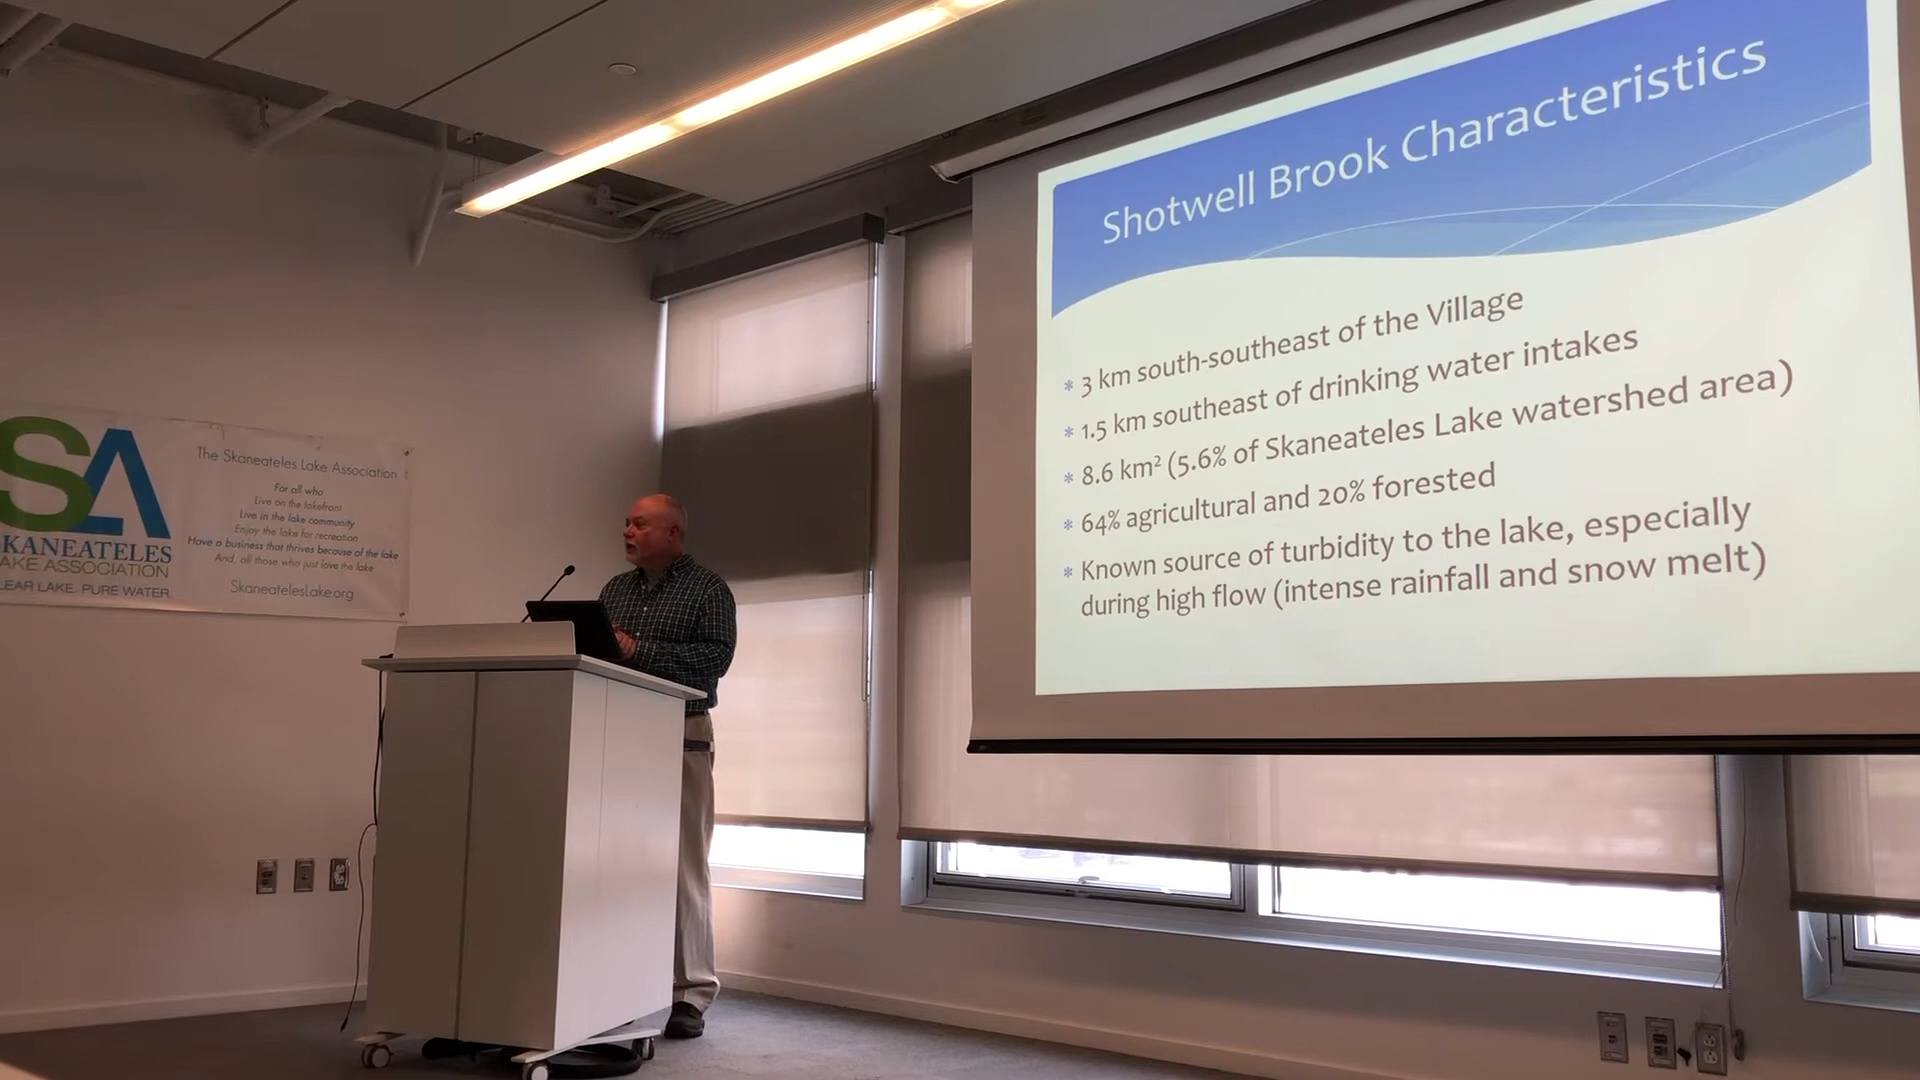 Shotwell Brook Characteristics
* 3 km south-southeast of the Village
* 1.5 km southeast of drinking water intakes
* 8.6 km² (5.6% of Skaneateles Lake watershed area)
* 64% agricultural and 20% forested
* Known source of turbidity to the lake, especially
during high flow (intense rainfall and snow melt)
SLA
KANEATELES
AKE ASSOCIATION
LEAR LAKE. PURE WATER.
The Skaneateles Lake Association
For all who
Live on the lakefront
Live in the lake community
Enjoy the lake for recreation
Have a business that thrives because of the lake
And, all those who just love the lake
SkaneatelesLake.org